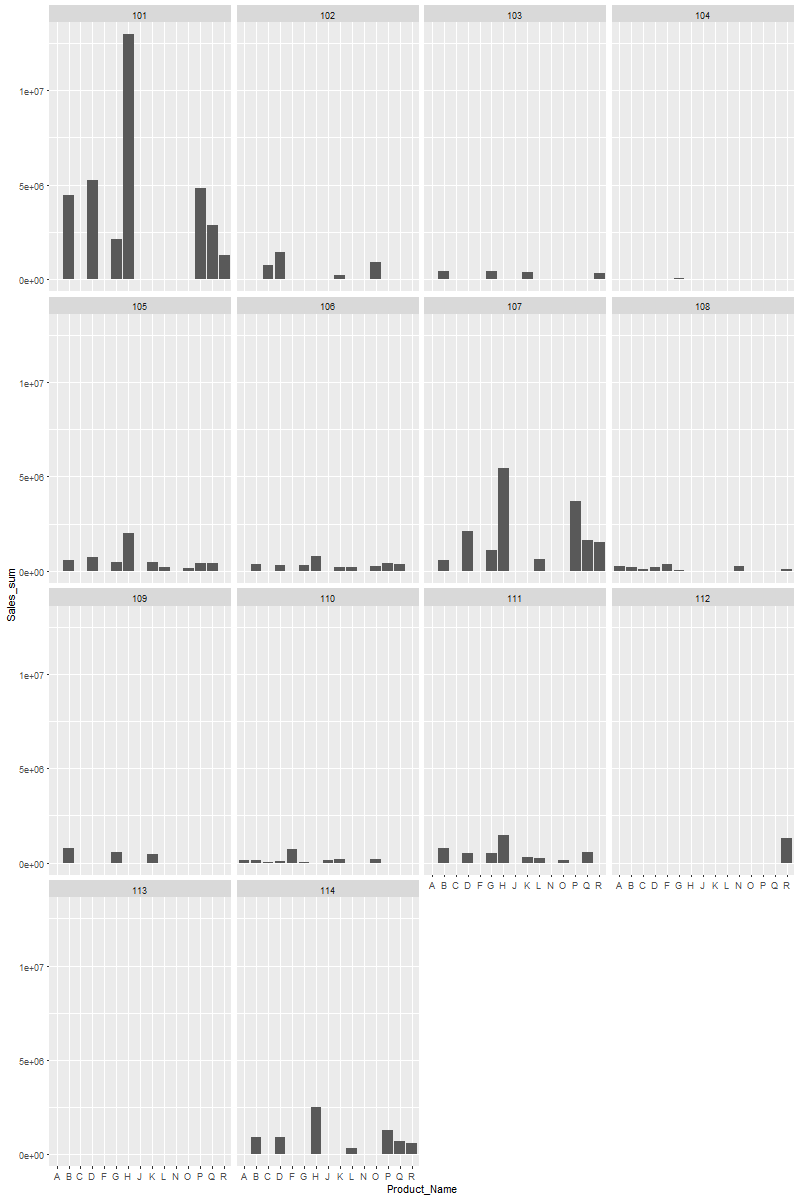 101 102 103 104
1e+07
5e+06
0e+00
105 106 107 108
1e+07
5e+06
0e+00
Sales_sum
109 110 111 112
1e+07
5e+06
0e+00
A B C D F G H J K L N O P Q R A B C D F G H J K L N O P Q R
113 114
1e+07
5e+06
0e+00
A B C D F G H J K L N O P Q R A B C D F G H J K L N O P Q R
Product_Name